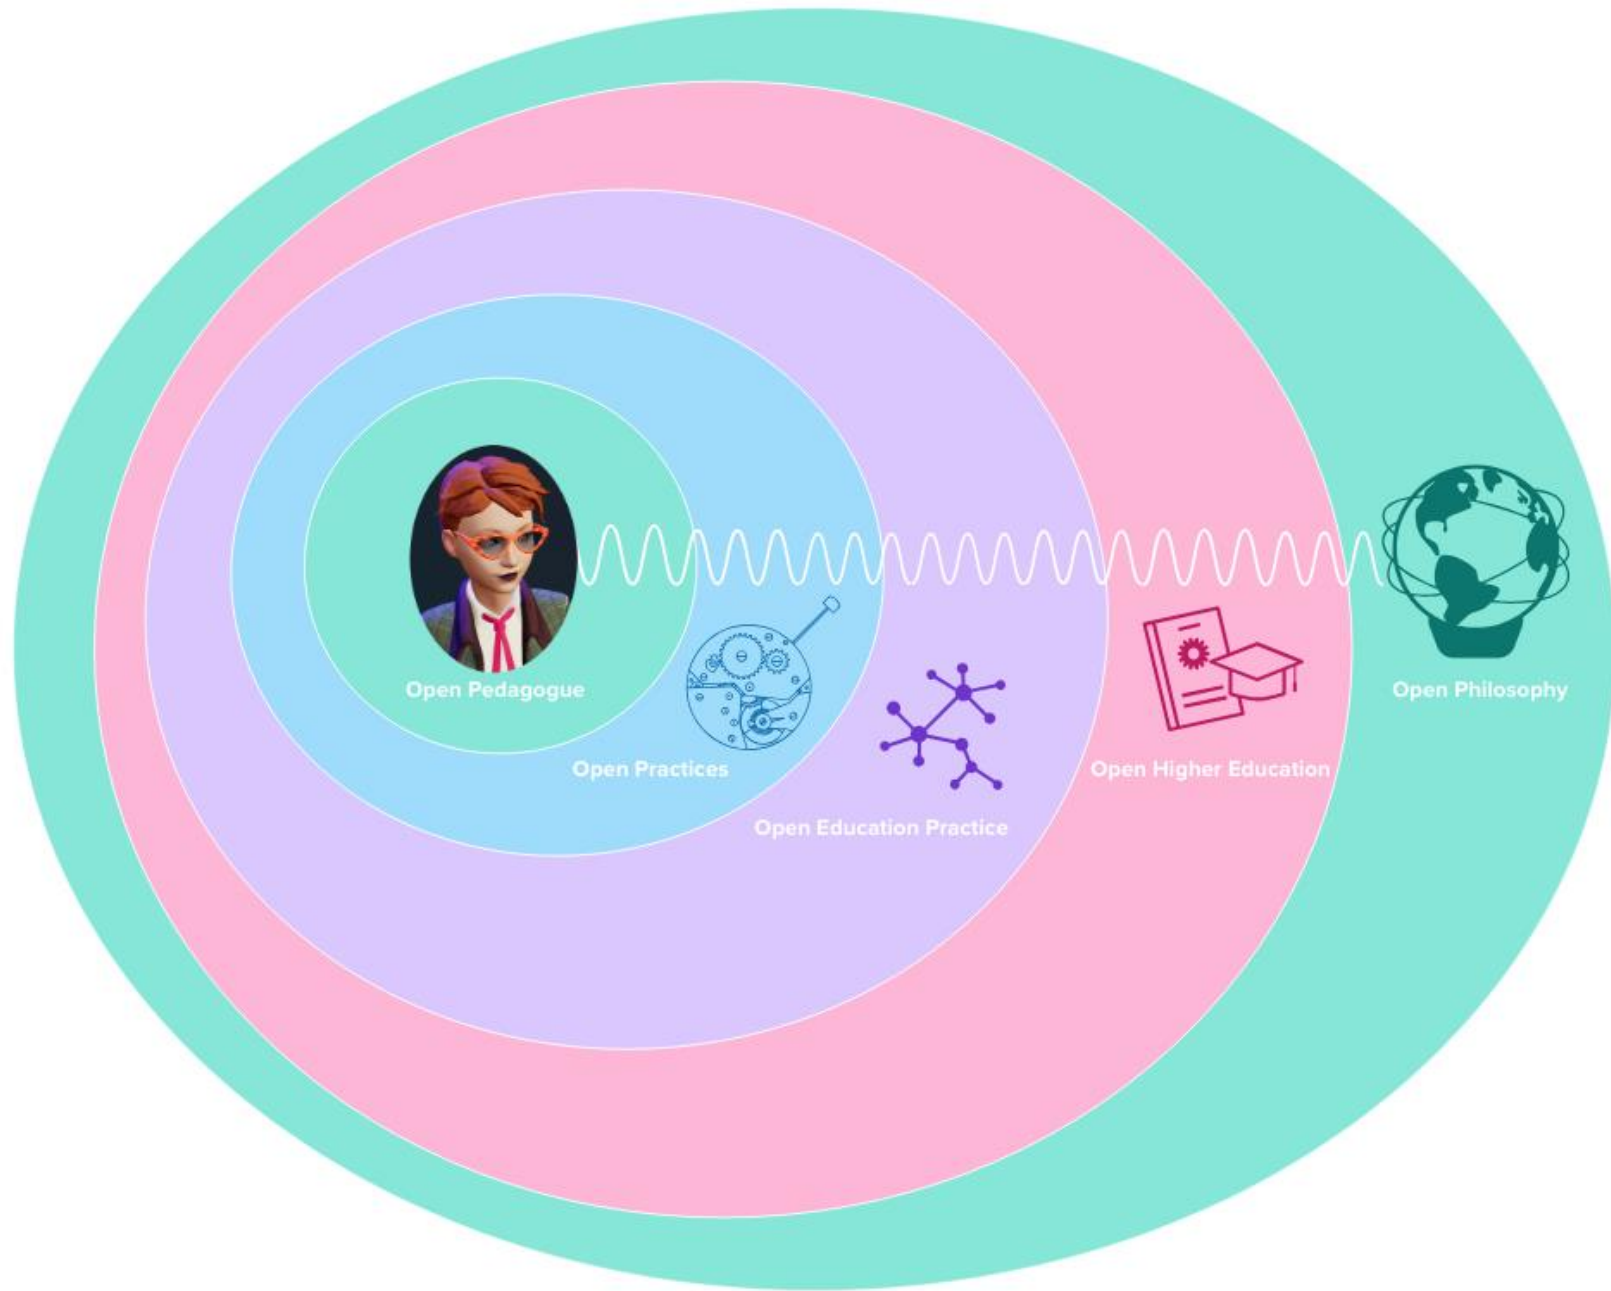 Open Pedagogue
Open Practices
Open Education Practice
Open Higher Education
Open Philosophy